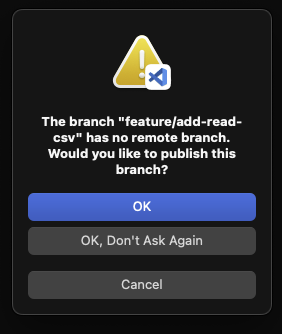 The branch "feature/add-read-
csv" has no remote branch.
Would you like to publish this
branch?
OK
OK, Don't Ask Again
Cancel